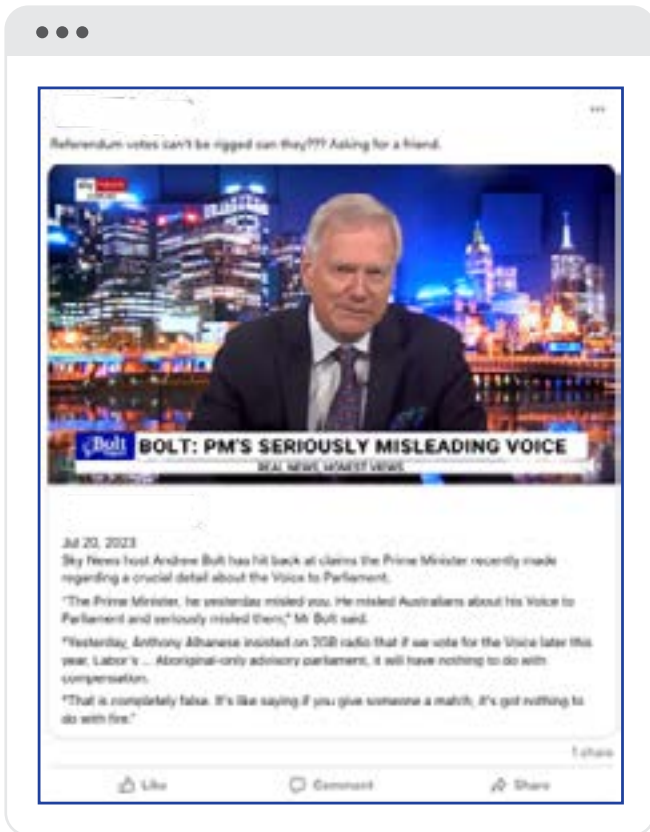 Referendum votes can't be rigged can they??? Asking for a friend.
sky news
Bolt
BOLT: PM'S SERIOUSLY MISLEADING VOICE
REAL NEWS, HONEST VIEWS
Jul 20, 2023
Sky News host Andrew Bolt has hit back at claims the Prime Minister recently made
regarding a crucial detail about the Voice to Parliament.
"The Prime Minister, he yesterday misled you. He misled Australians about his Voice to
Parliament and seriously misled them," Mr Bolt said.
"Yesterday, Anthony Albanese insisted on 2GB radio that if we vote for the Voice later this
year, Labor's ... Aboriginal-only advisory parliament, it will have nothing to do with
compensation.
"That is completely false. It's like saying if you give someone a match, it's got nothing to
do with fire."
1 share
Like Comment Share